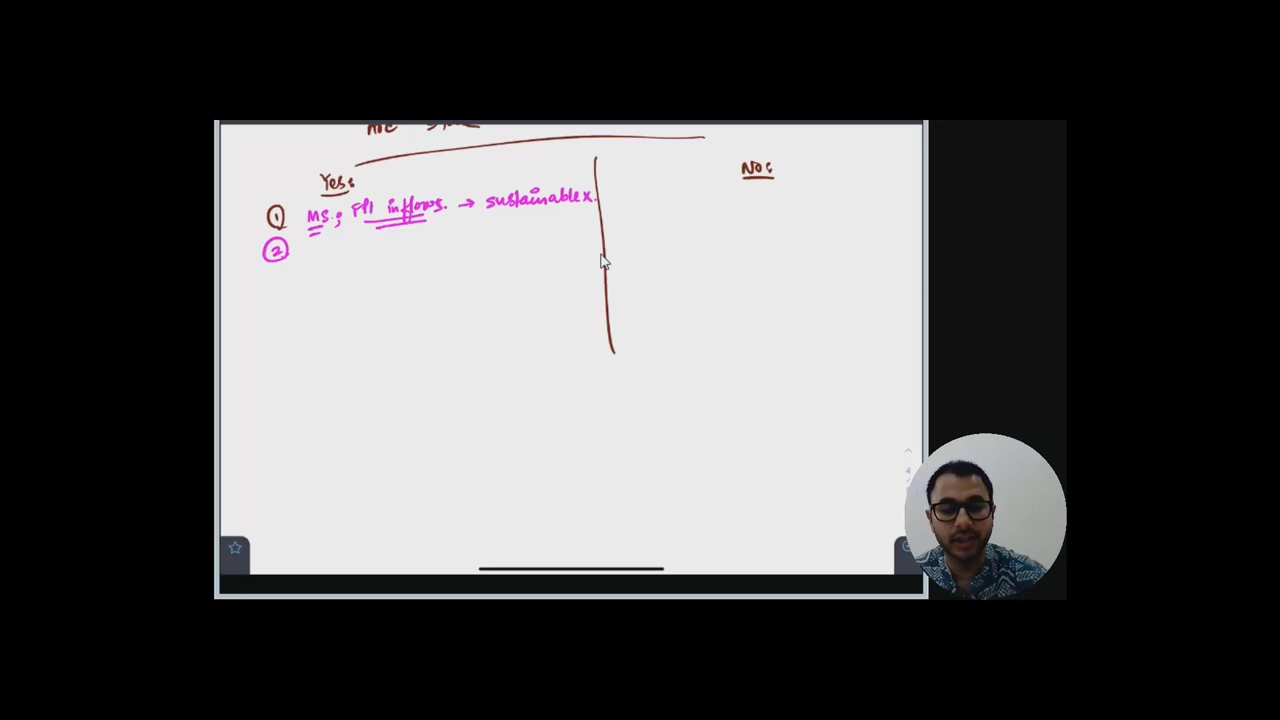 Yes:
No:
① MS.; FPI inflows. → sustainable x.
②